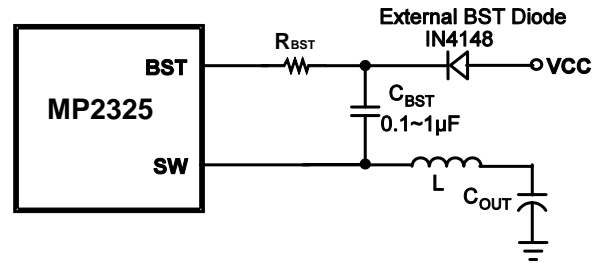 External BST Diode
IN4148
RBST
BST
VCC
MP2325
CBST
0.1~1µF
SW
L
COUT